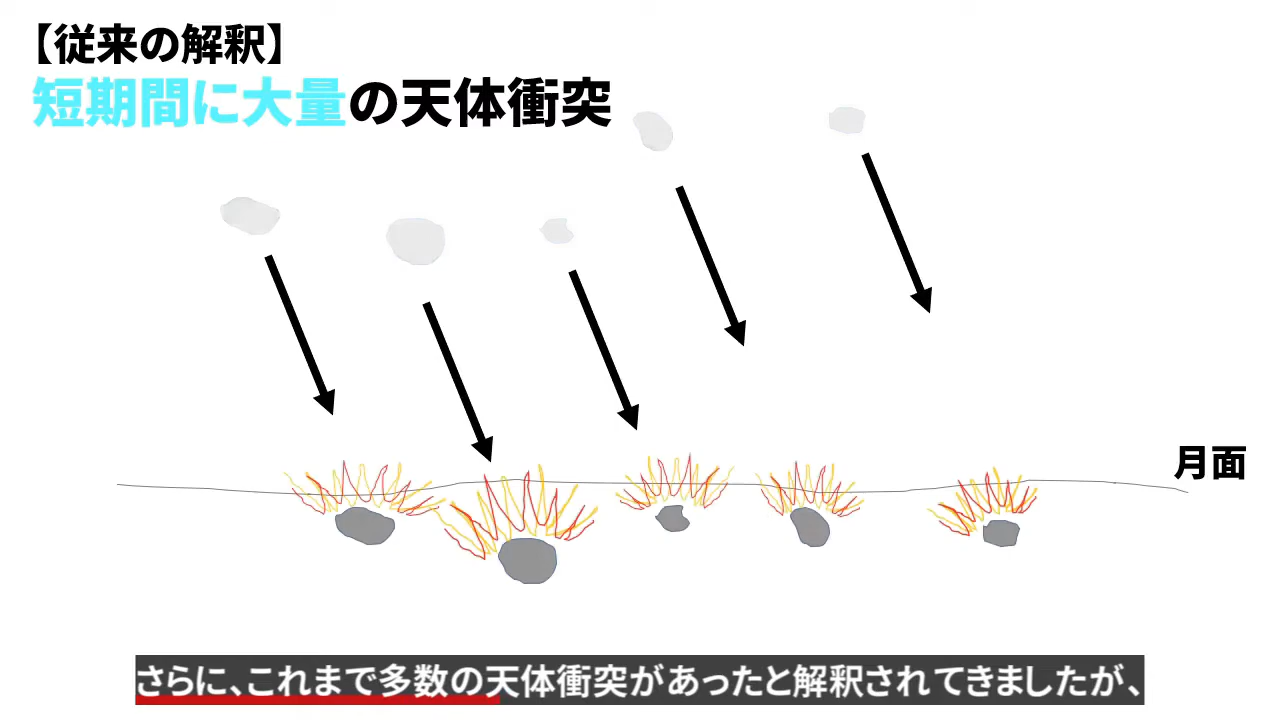 【従来の解釈】
短期間に大量の天体衝突
月面
さらに、これまで多数の天体衝突があったと解釈されてきましたが、